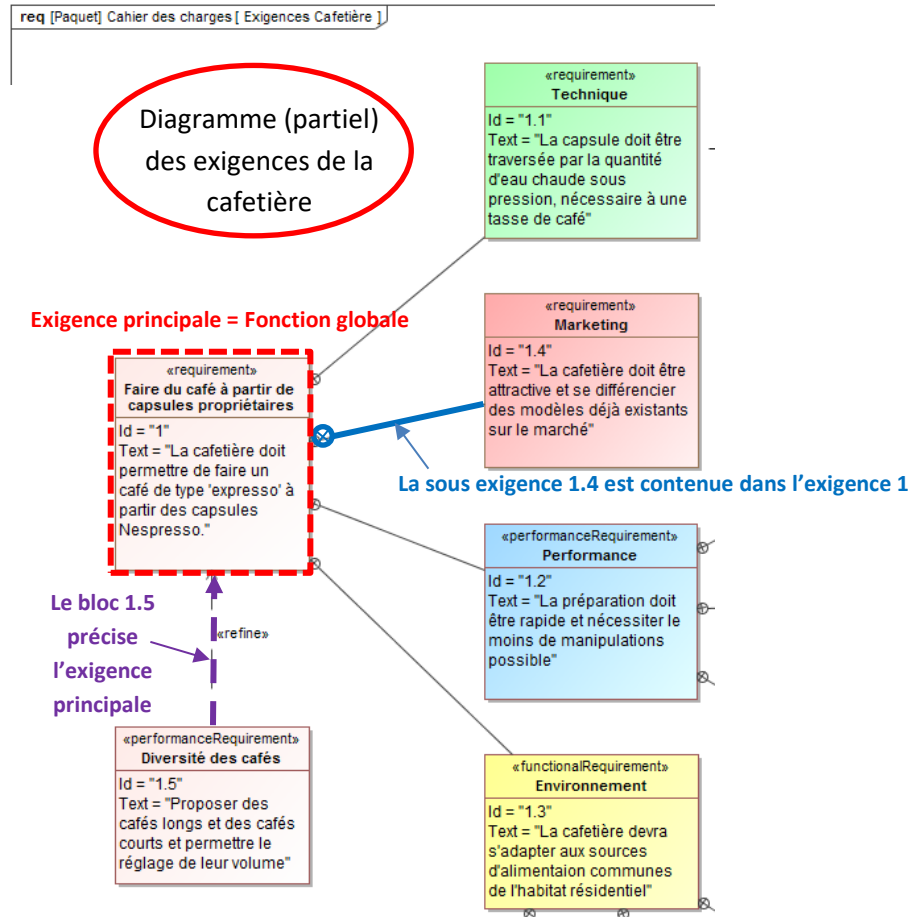 req [Paquet] Cahier des charges [ Exigences Cafetière ]
Diagramme (partiel)
des exigences de la
cafetière
«requirement»
Technique
Id = "1.1"
Text = "La capsule doit être
traversée par la quantité
d'eau chaude sous
pression, nécessaire à une
tasse de café"
Exigence principale = Fonction globale
«requirement»
Marketing
Id = "1.4"
Text = "La cafetière doit être
attractive et se différencier
des modèles déjà existants
sur le marché"
«requirement»
Faire du café à partir de
capsules propriétaires
Id = "1"
Text = "La cafetière doit
permettre de faire un
café de type 'expresso' à
partir des capsules
Nespresso."
La sous exigence 1.4 est contenue dans l'exigence 1
«performanceRequirement»
Performance
Id = "1.2"
Text = "La préparation doit
être rapide et nécessiter le
moins de manipulations
possible"
Le bloc 1.5
précise
l'exigence
principale
«refine»
«performanceRequirement»
Diversité des cafés
Id = "1.5"
Text = "Proposer des
cafés longs et des cafés
courts et permettre le
réglage de leur volume"
«functionalRequirement»
Environnement
Id = "1.3"
Text = "La cafetière devra
s'adapter aux sources
d'alimentaion communes
de l'habitat résidentiel"